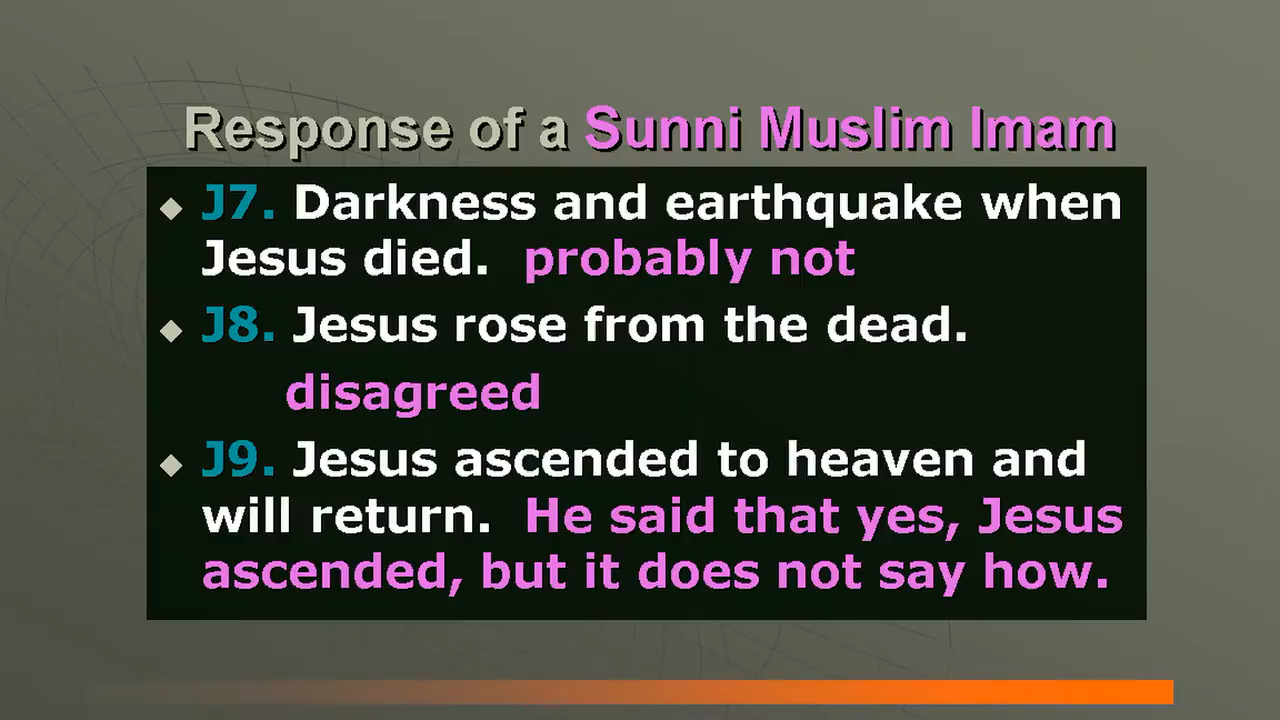 Response of a Sunni Muslim Imam
◆ J7. Darkness and earthquake when
Jesus died. probably not
◆ J8. Jesus rose from the dead.
disagreed
◆ J9. Jesus ascended to heaven and
will return. He said that yes, Jesus
ascended, but it does not say how.